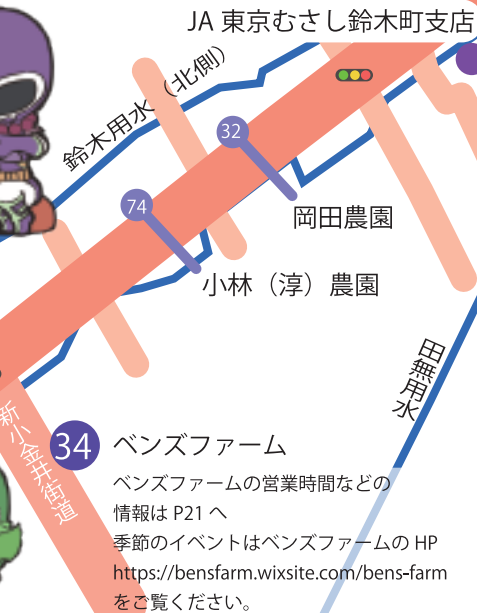 JA 東京むさし鈴木町支店
鈴木用水（北側）
32
岡田農園
74
小林（淳）農園
田無用水
新小金井街道
34 ベンズファーム
ベンズファームの営業時間などの
情報は P21 へ
季節のイベントはベンズファームの HP
https://bensfarm.wixsite.com/bens-farm
をご覧ください。